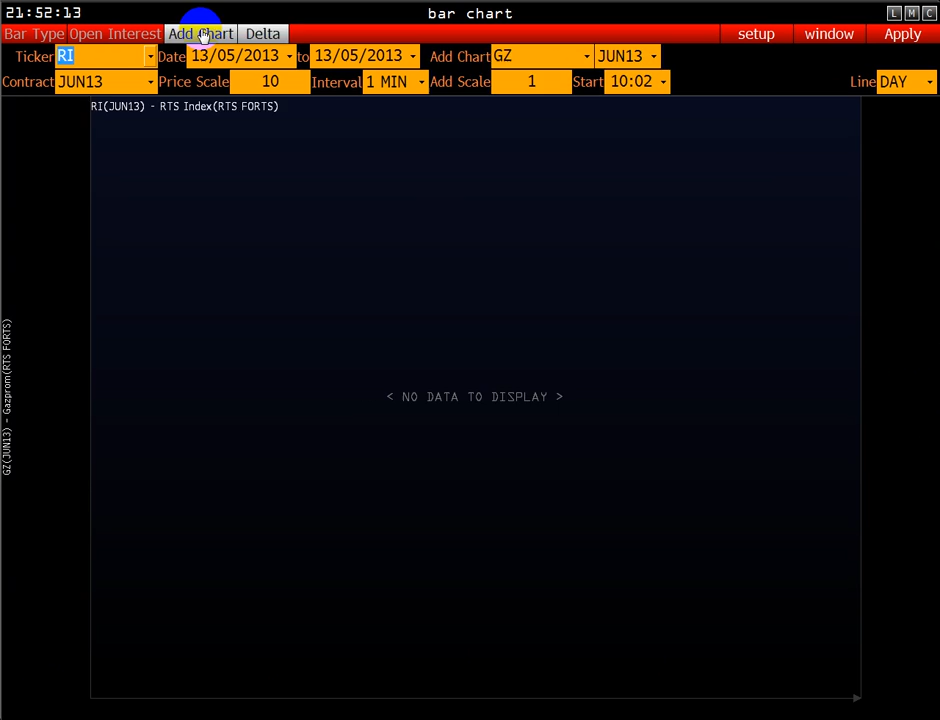 21:52:13 bar chart L M C
Bar Type Open Interest Add Chart Delta setup window Apply
Ticker RI Date 13/05/2013 to 13/05/2013 Add Chart GZ JUN13
Contract JUN13 Price Scale 10 Interval 1 MIN Add Scale 1 Start 10:02 Line DAY
RI(JUN13) - RTS Index(RTS FORTS)
GZ(JUN13) - Gazprom(RTS FORTS)
< NO DATA TO DISPLAY >